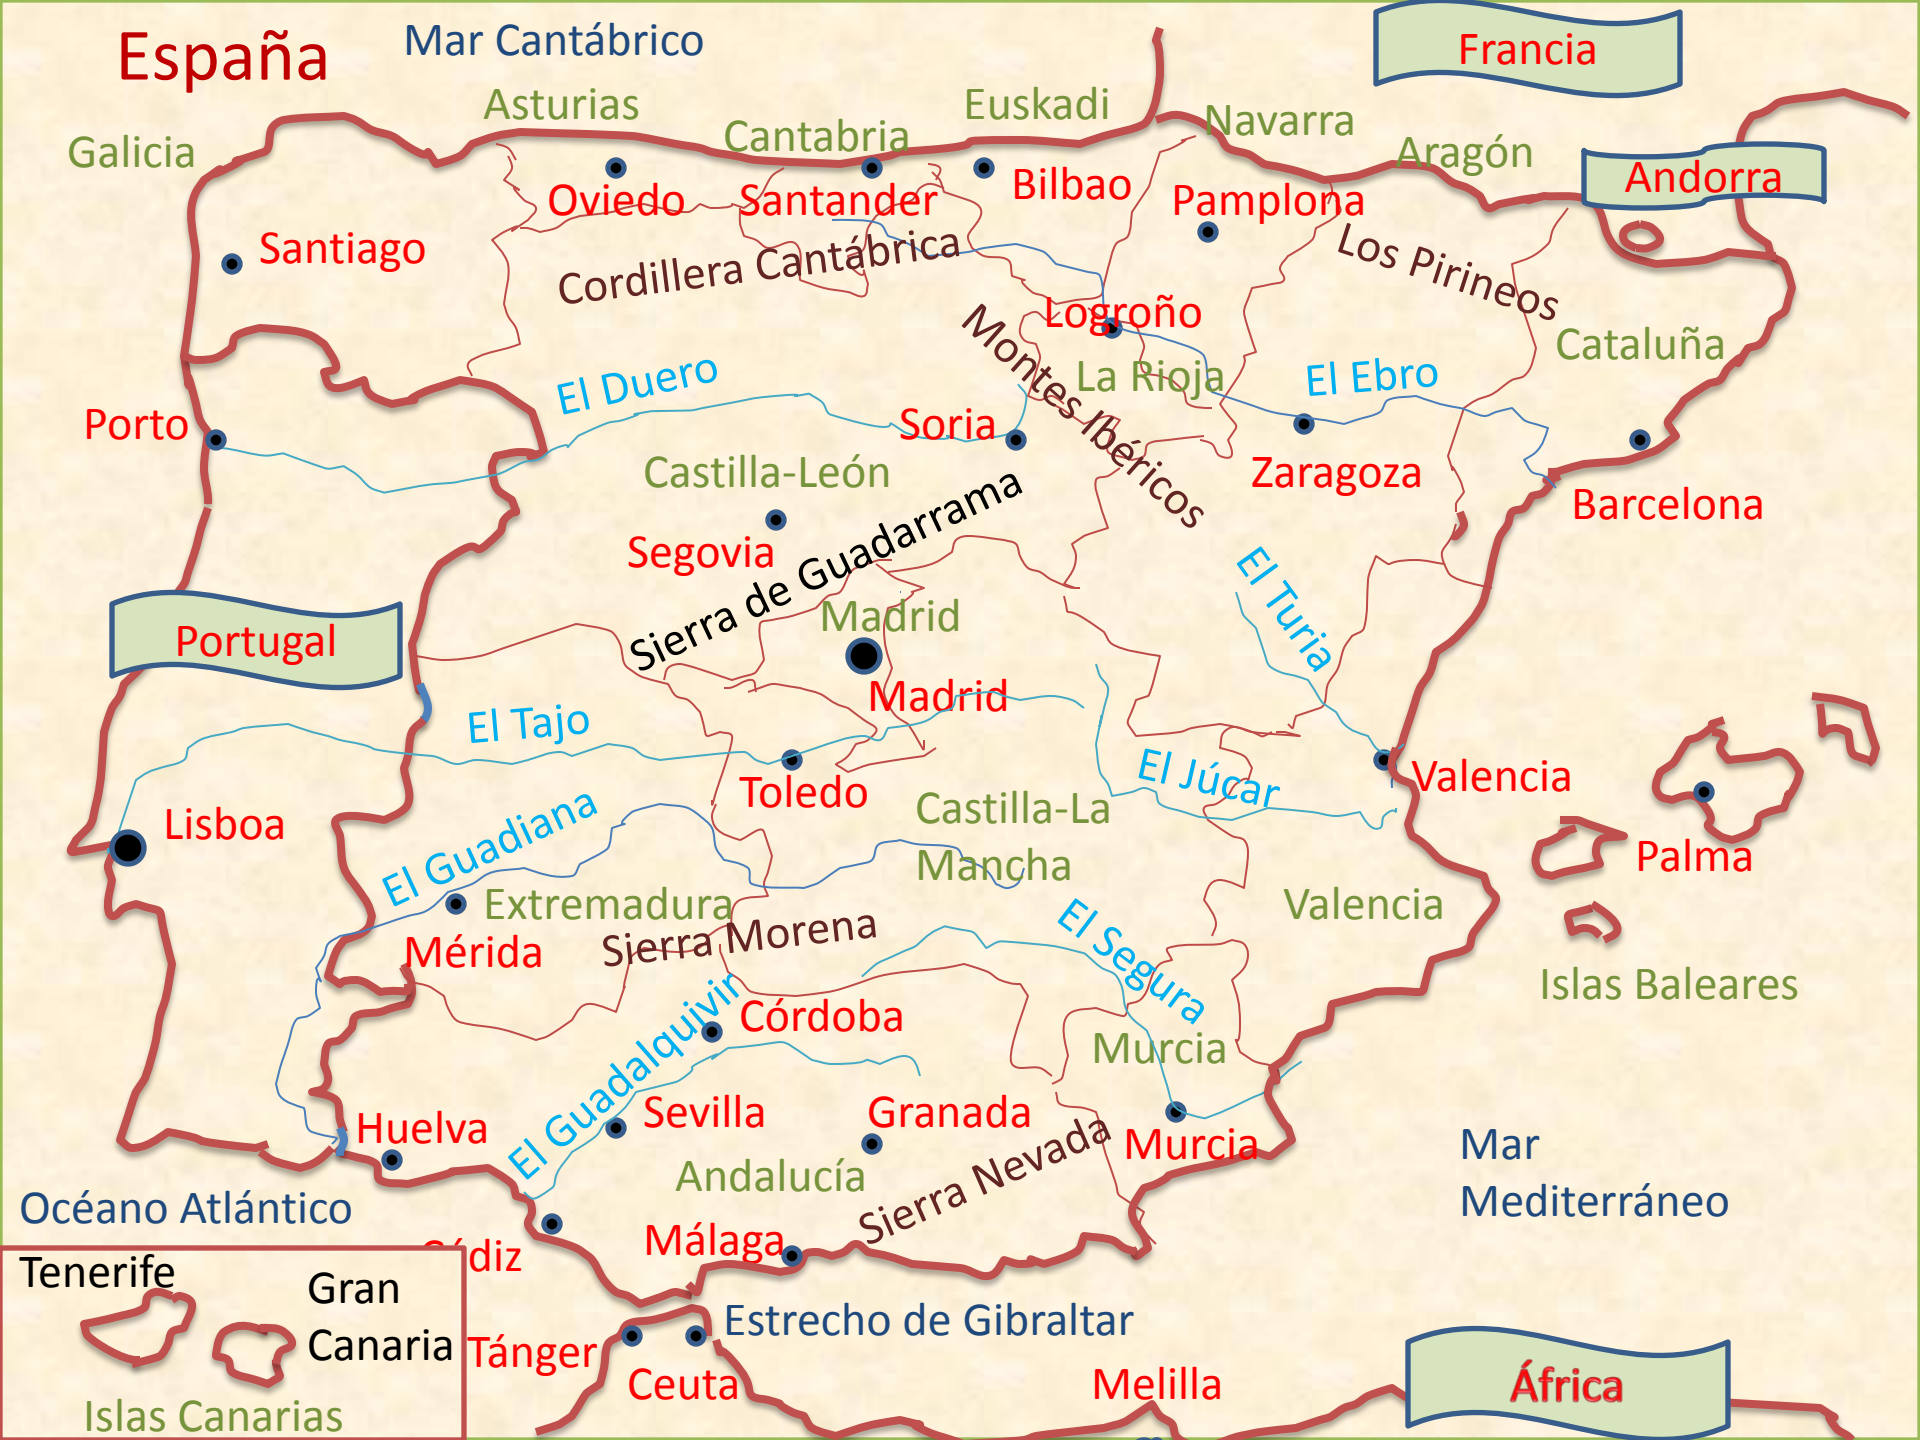 España
Mar Cantábrico
Francia
Asturias
Euskadi
Cantabria
Navarra
Galicia
Aragón
Andorra
Oviedo
Santander
Bilbao
Pamplona
Santiago
Cordillera Cantábrica
Los Pirineos
Logroño
Montes Ibéricos
La Rioja
Cataluña
El Duero
El Ebro
Porto
Soria
Castilla-León
Zaragoza
Barcelona
Segovia
Sierra de Guadarrama
El Turia
Madrid
Portugal
Madrid
El Tajo
Toledo
El Júcar
Valencia
Lisboa
Castilla-La
Mancha
Palma
El Guadiana
Extremadura
Valencia
Sierra Morena
El Segura
Mérida
Islas Baleares
Córdoba
El Guadalquivir
Murcia
Huelva
Sevilla
Granada
Murcia
Mar
Mediterráneo
Andalucía
Sierra Nevada
Océano Atlántico
Málaga
Cádiz
Tenerife
Gran
Canaria
Islas Canarias
Estrecho de Gibraltar
Tánger
Ceuta
Melilla
África